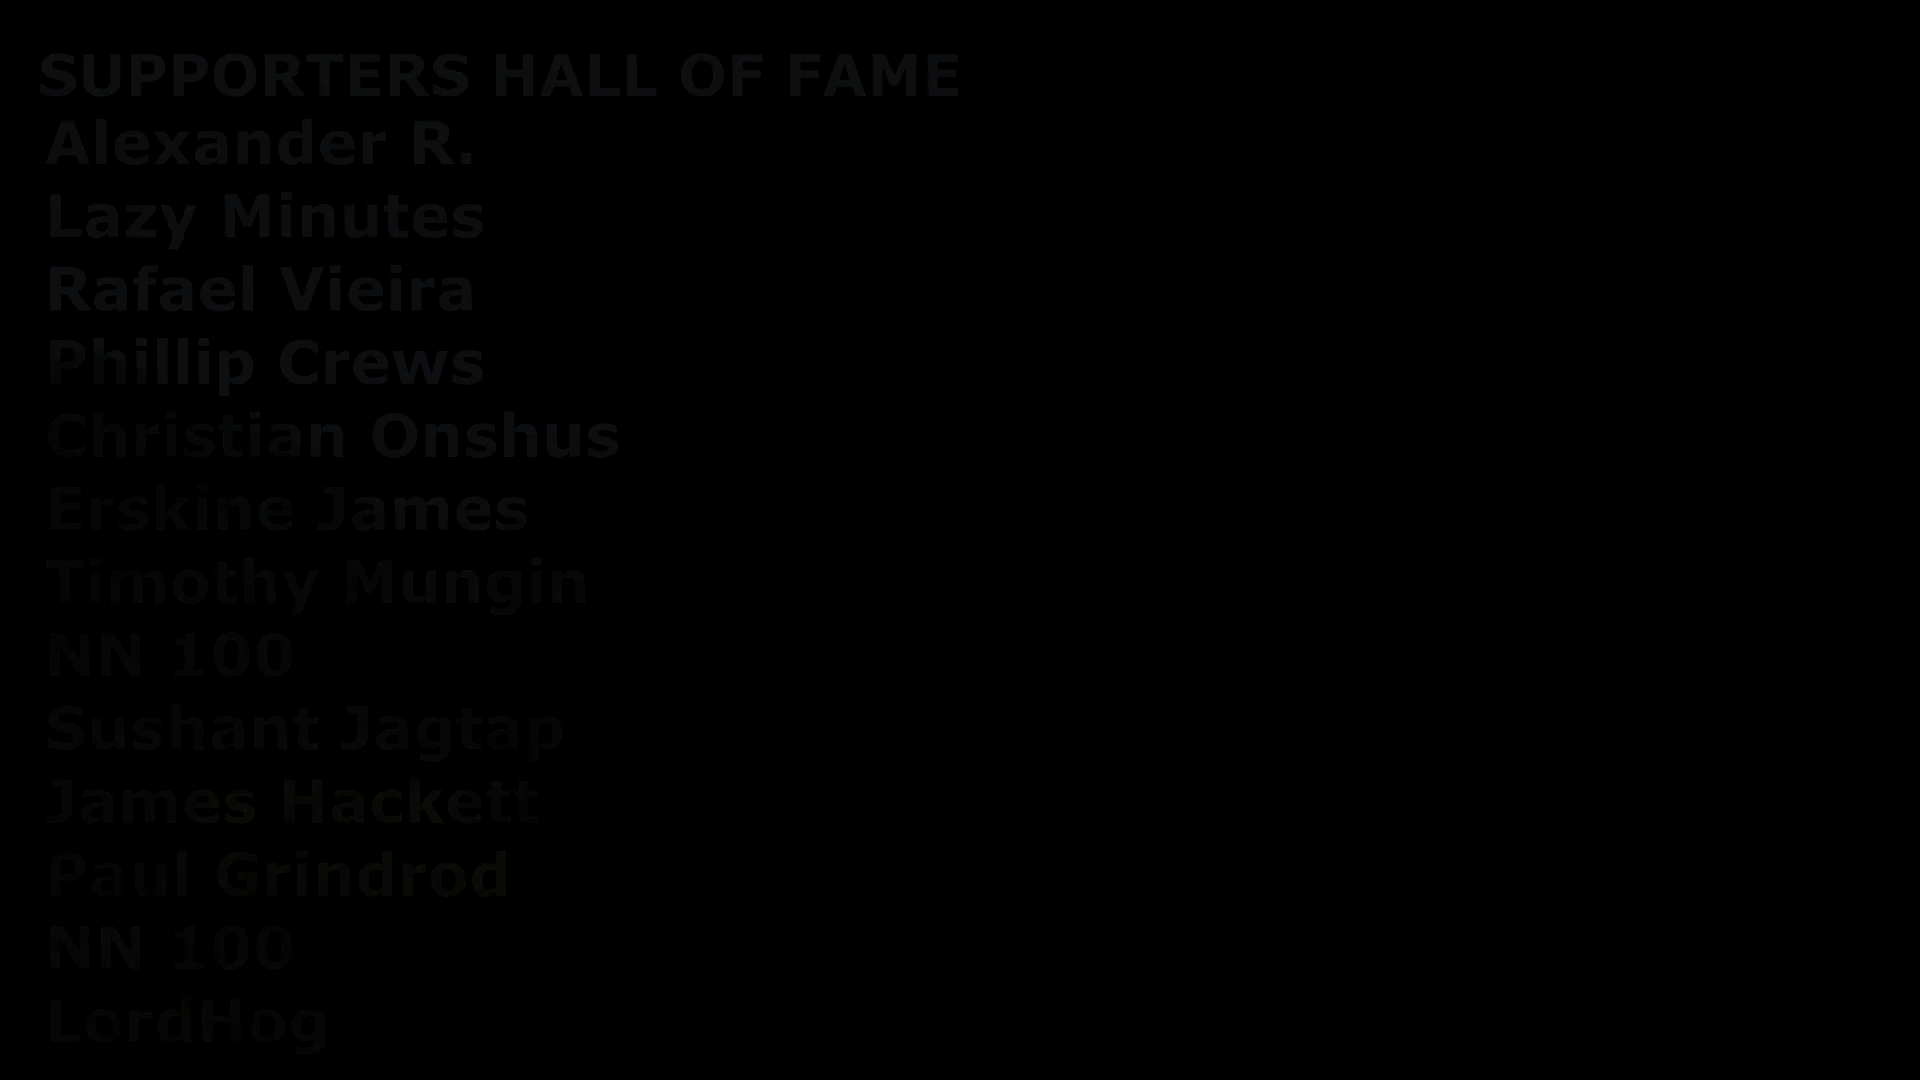 SUPPORTERS HALL OF FAME
Alexander R.
Lazy Minutes
Rafael Vieira
Phillip Crews
Christian Onshus
Erskine James
Timothy Mungin
NN 100
Sushant Jagtap
James Hackett
Paul Grindrod
NN 100
LordHog